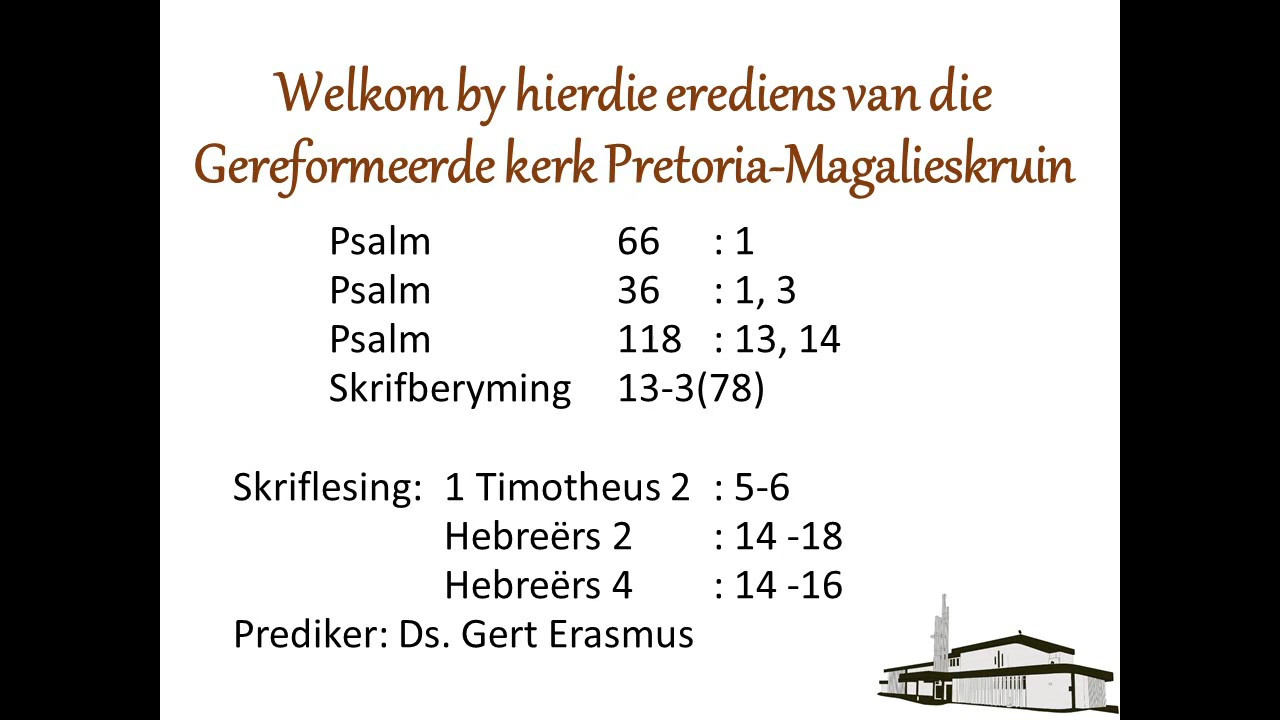 Welkom by hierdie erediens van die
Gereformeerde kerk Pretoria-Magalieskruin
Psalm 66 : 1
Psalm 36 : 1, 3
Psalm 118 : 13, 14
Skrifberyming 13-3(78)
Skriflesing: 1 Timotheus 2 : 5-6
Hebreërs 2 : 14 -18
Hebreërs 4 : 14 -16
Prediker: Ds. Gert Erasmus